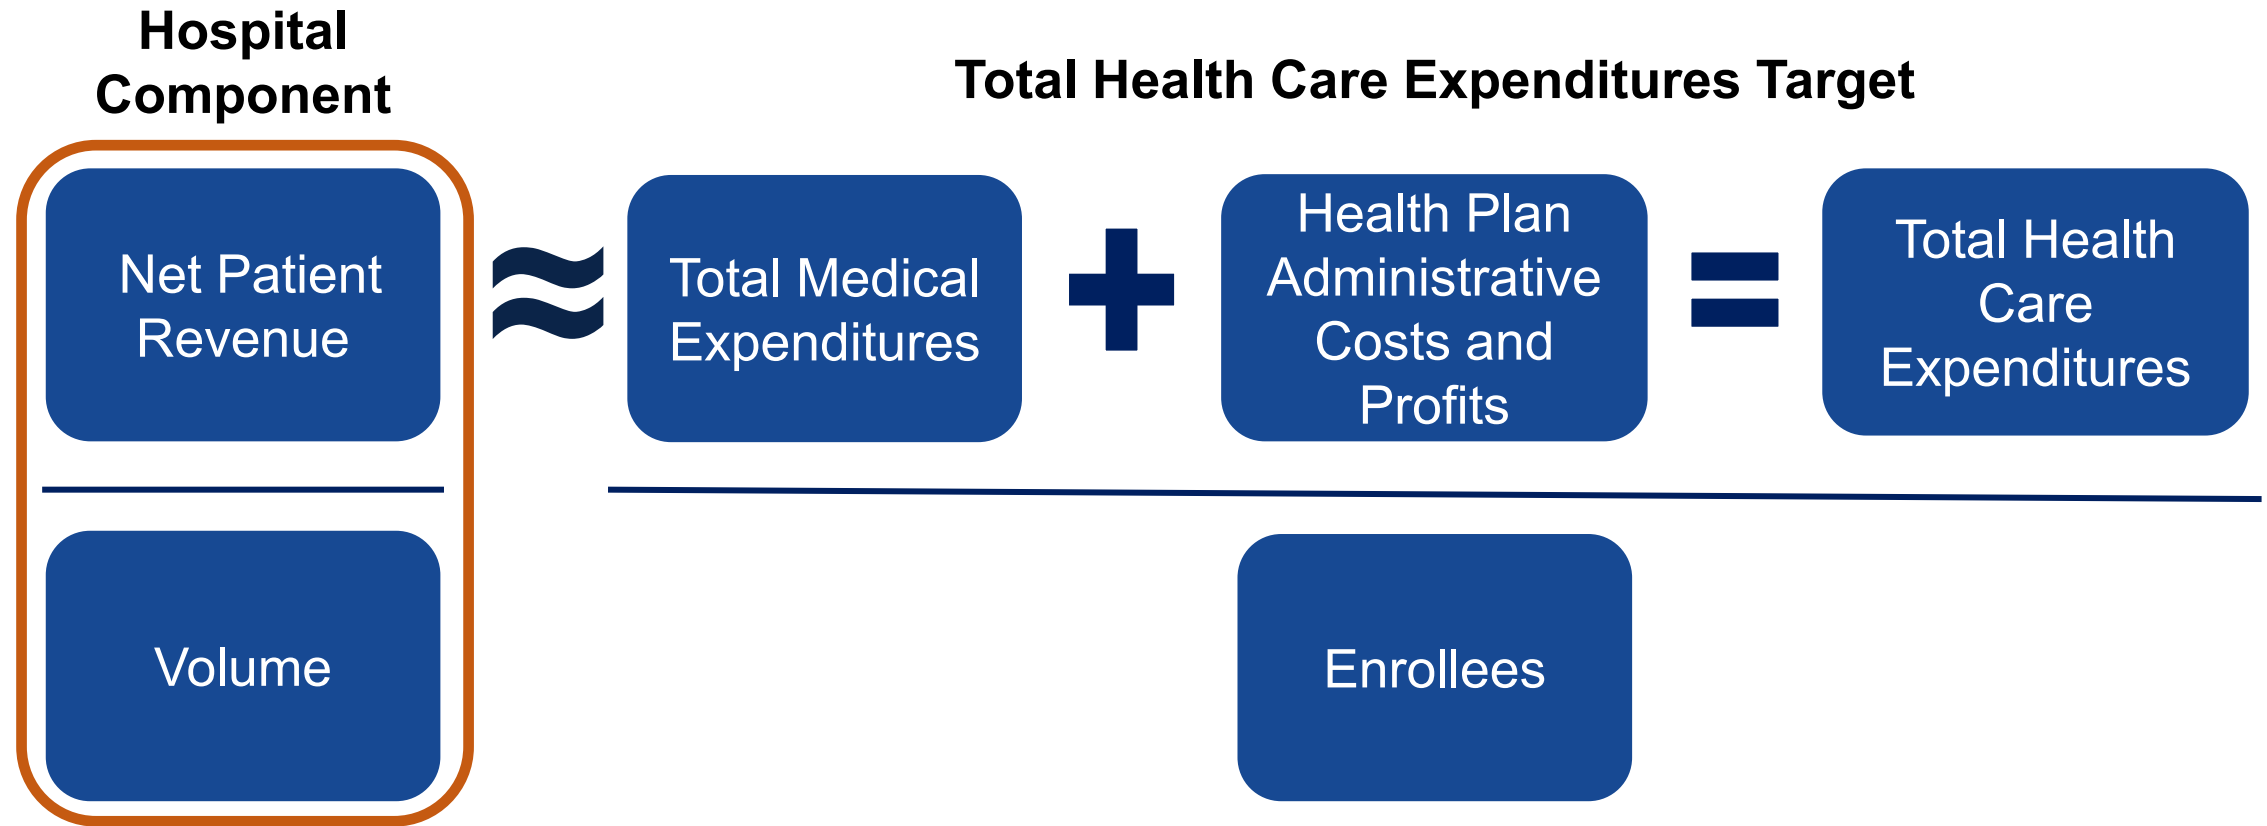 Hospital
Component
Total Health Care Expenditures Target
Net Patient
Revenue
≈
Total Medical
Expenditures
+
Health Plan
Administrative
Costs and
Profits
=
Total Health
Care
Expenditures
Volume
Enrollees